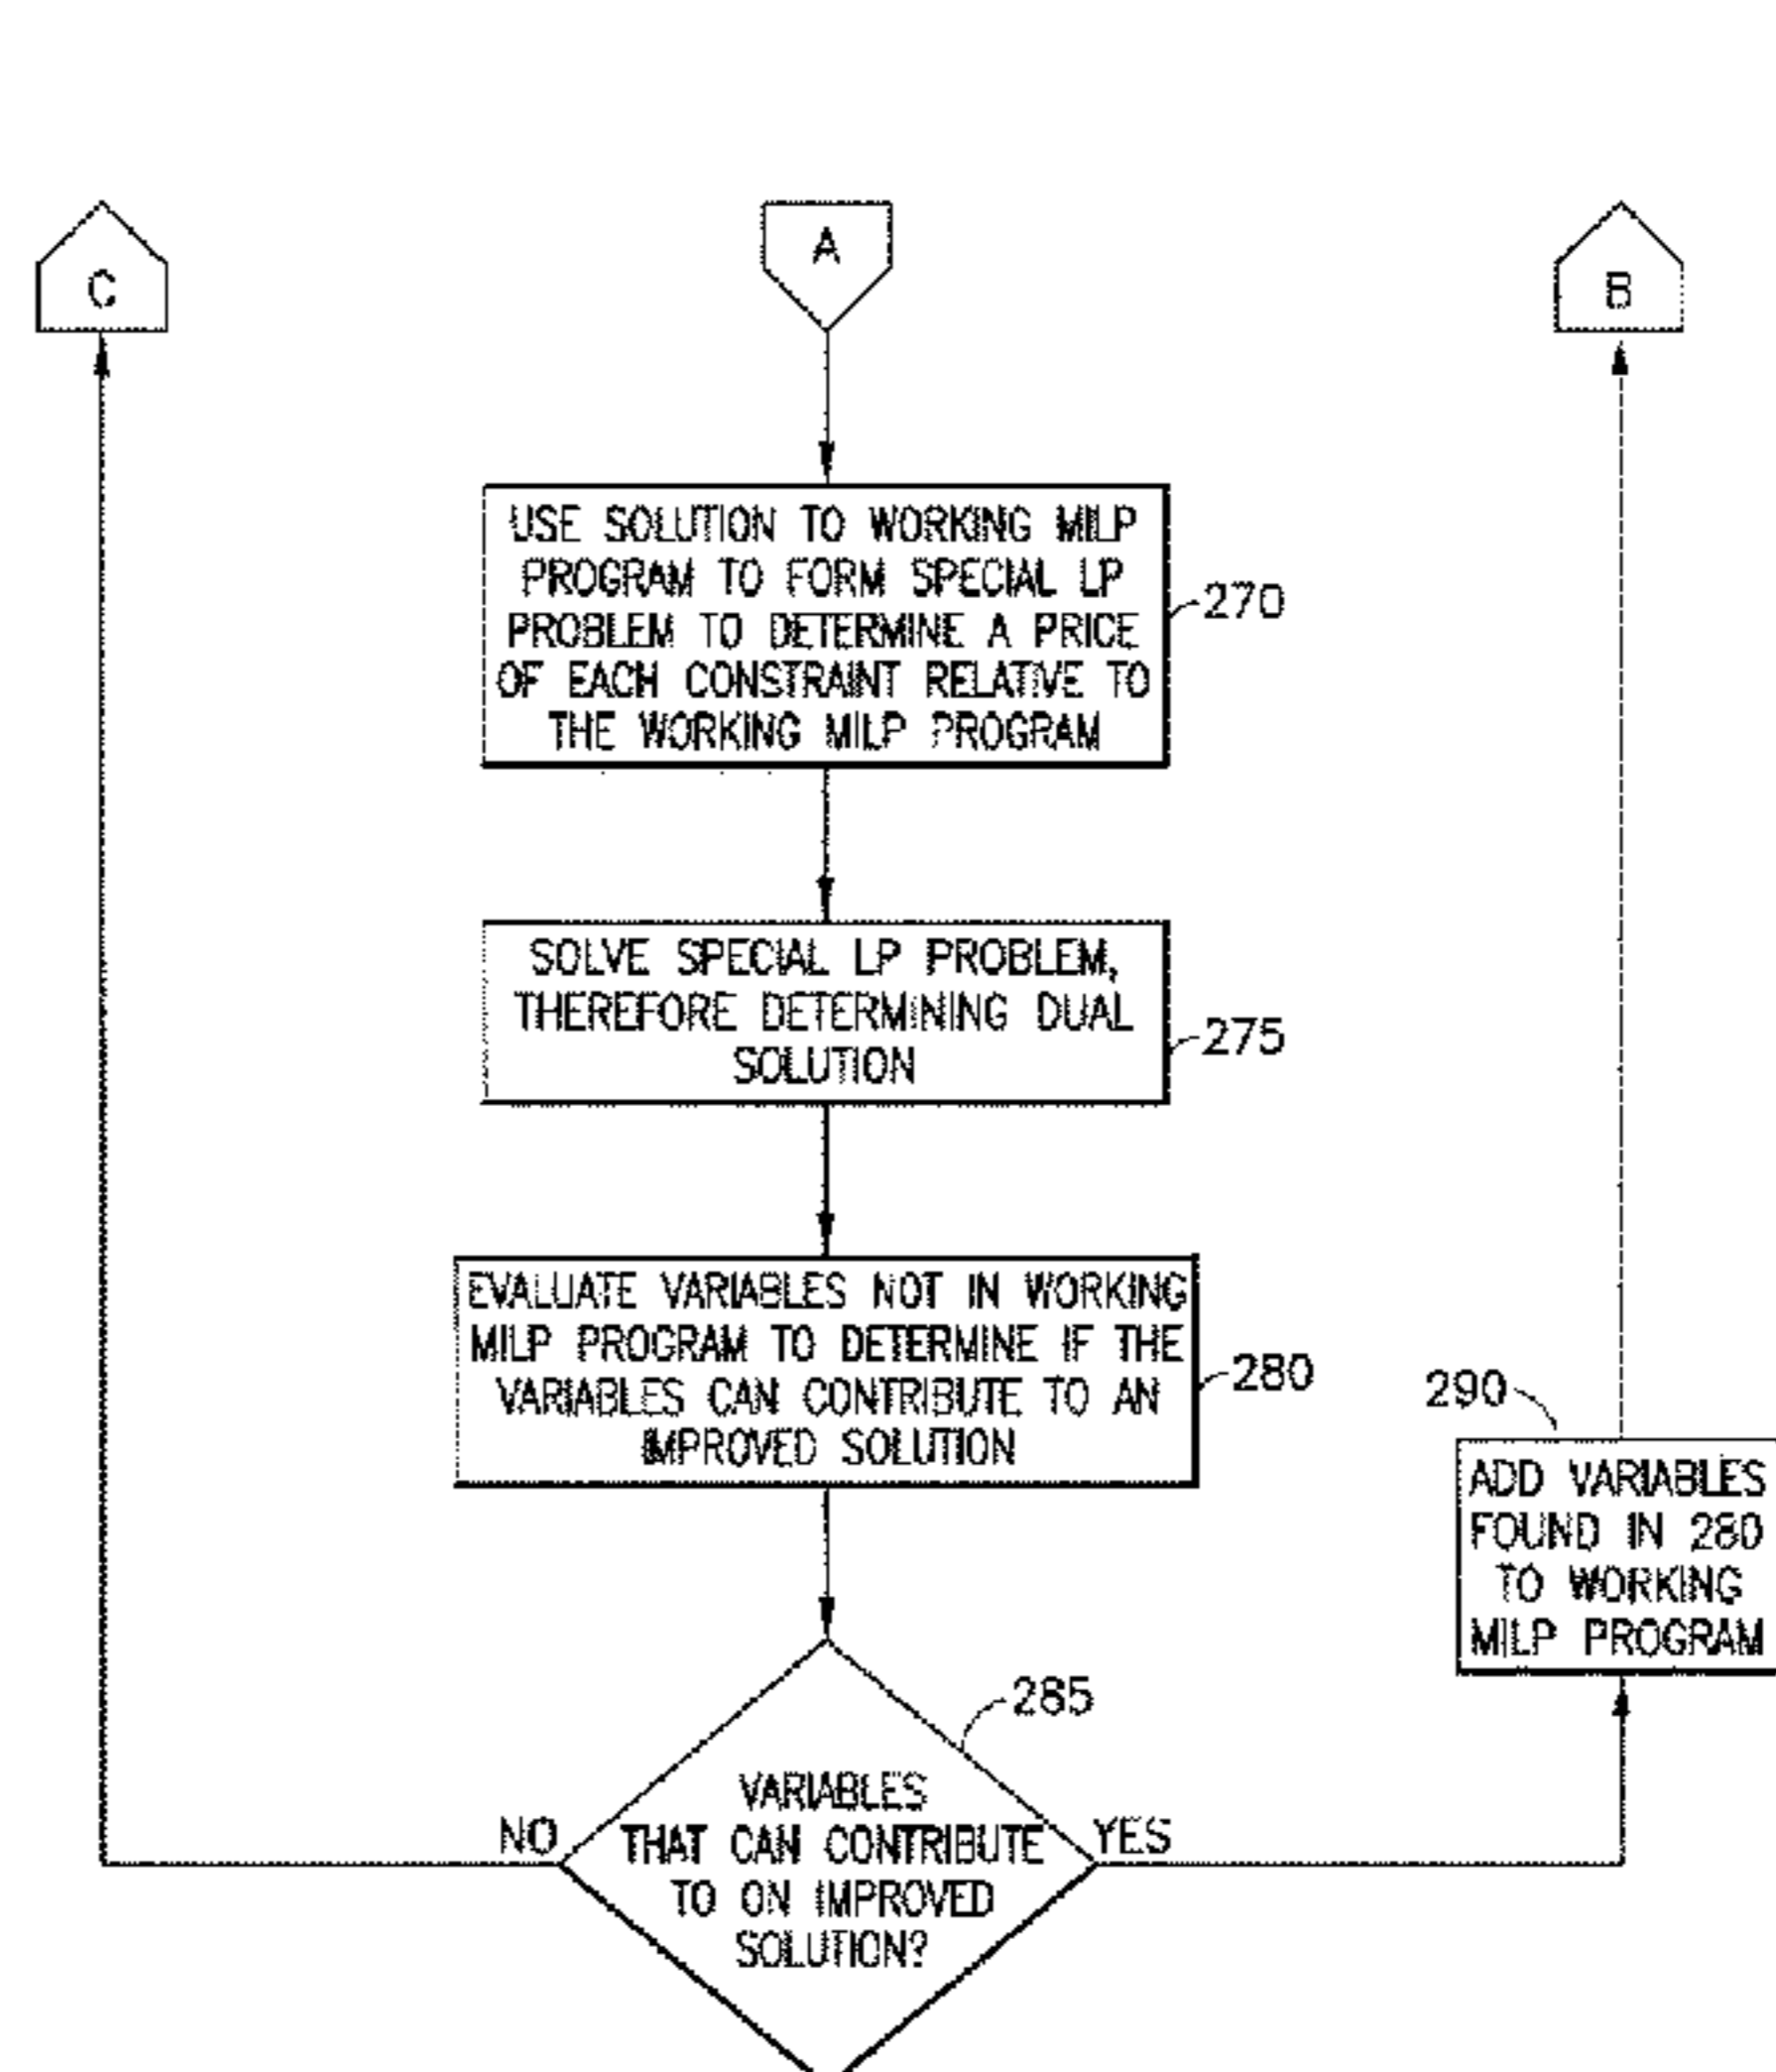 C
A
B
USE SOLUTION TO WORKING MILP
PROGRAM TO FORM SPECIAL LP
PROBLEM TO DETERMINE A PRICE
OF EACH CONSTRAINT RELATIVE TO
THE WORKING MILP PROGRAM
270
SOLVE SPECIAL LP PROBLEM,
THEREFORE DETERMINING DUAL
SOLUTION
275
EVALUATE VARIABLES NOT IN WORKING
MILP PROGRAM TO DETERMINE IF THE
VARIABLES CAN CONTRIBUTE TO AN
IMPROVED SOLUTION
280
290
ADD VARIABLES
FOUND IN 280
TO WORKING
MILP PROGRAM
285
VARIABLES
THAT CAN CONTRIBUTE
TO ON IMPROVED
SOLUTION?
NO
YES